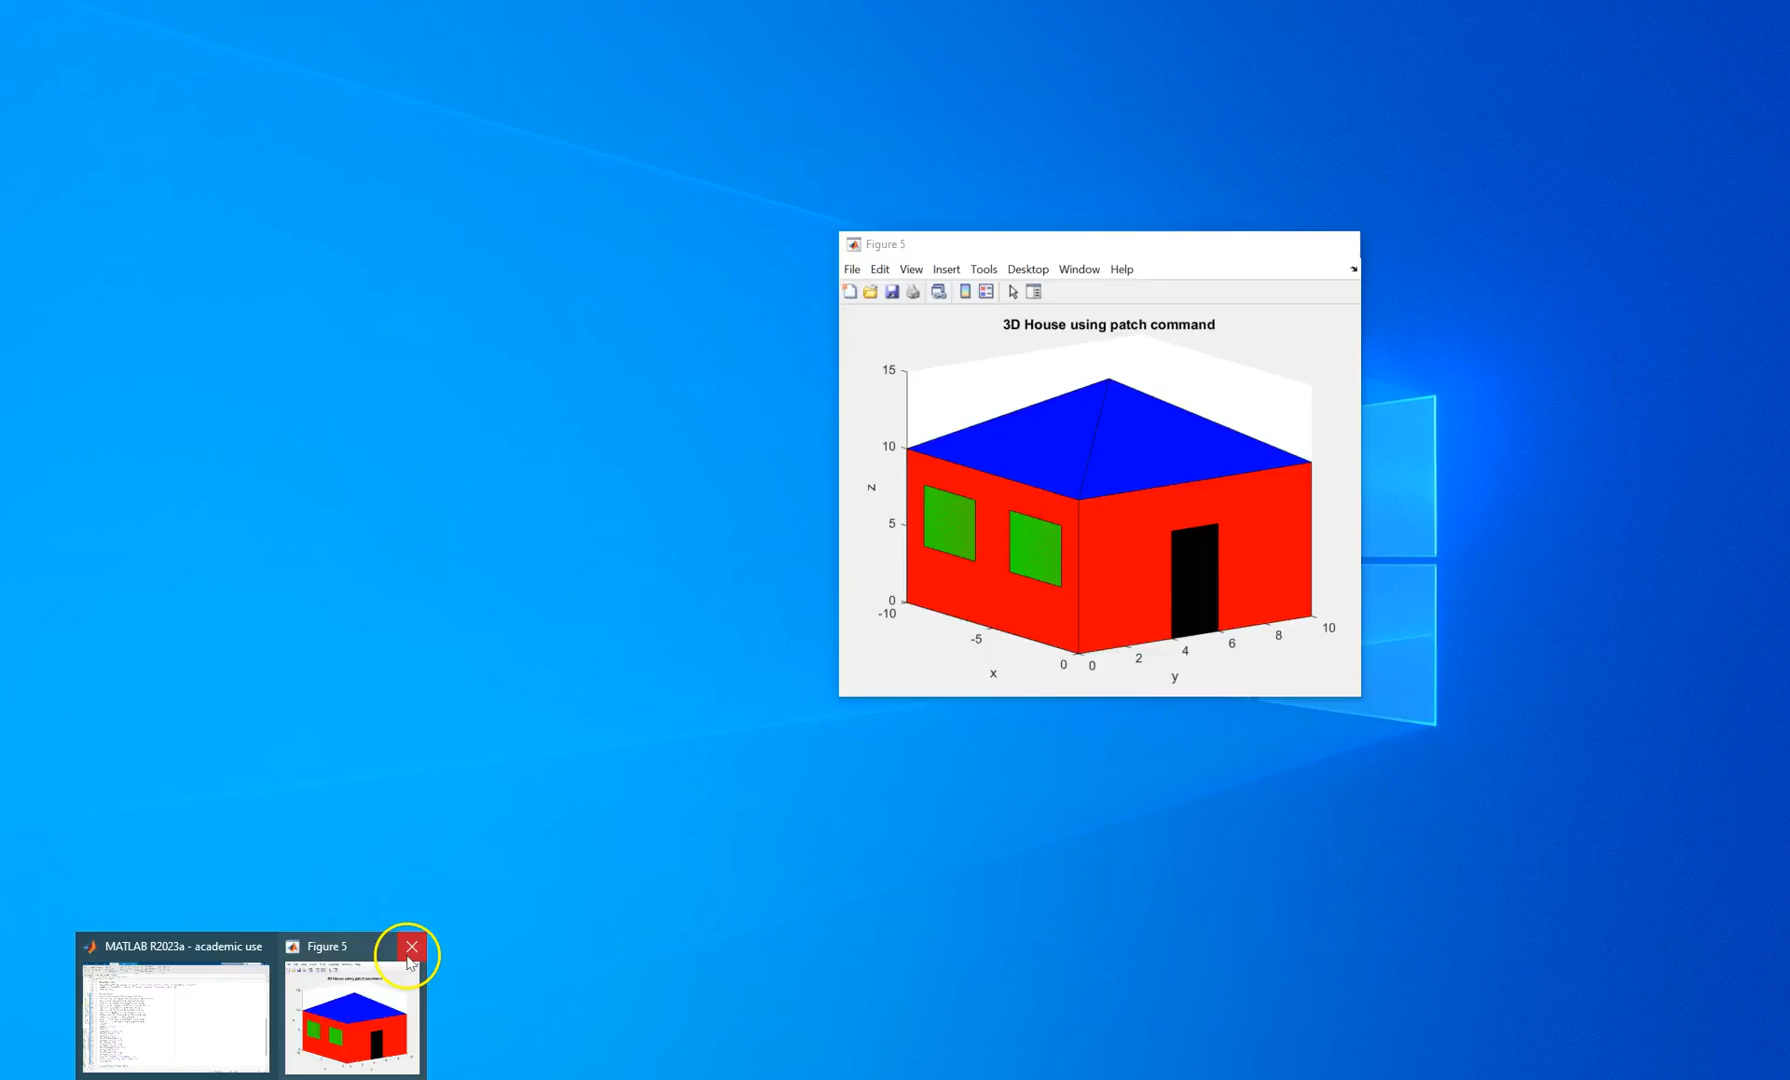 Figure 5
File Edit View Insert Tools Desktop Window Help
3D House using patch command
15
10
5
0
z
-10
-5
0
x
0
2
4
6
8
10
y
MATLAB R2023a - academic use
Figure 5